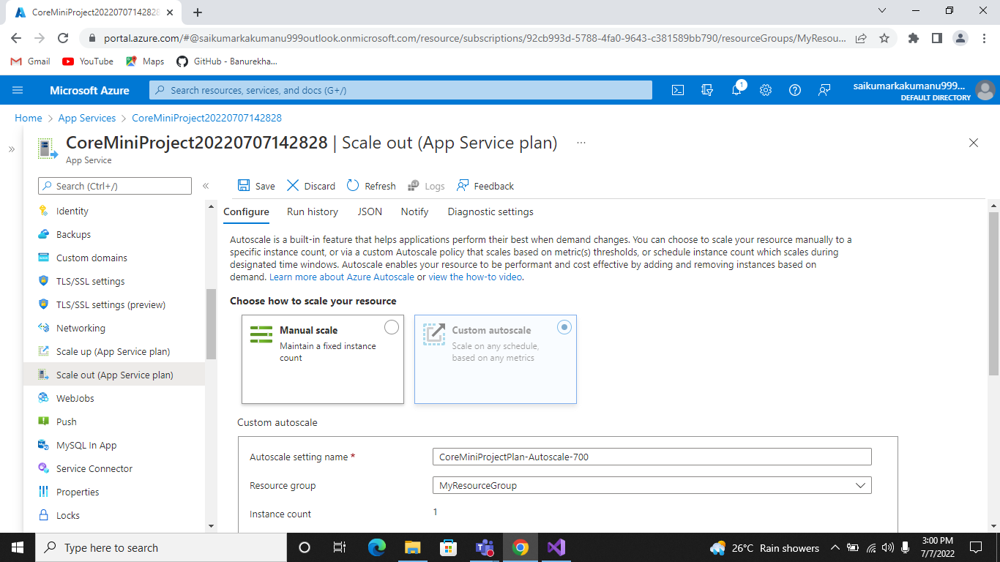 CoreMiniProject20220707142828
portal.azure.com/#@saikumarkakumanu999outlook.onmicrosoft.com/resource/subscriptions/92cb993d-5788-4fa0-9643-c381589bb790/resourceGroups/MyResou...
Gmail
YouTube
Maps
GitHub - Banurekha...
Microsoft Azure
Search resources, services, and docs (G+/)
1
saikumarkakumanu999...
DEFAULT DIRECTORY
Home > App Services > CoreMiniProject20220707142828
CoreMiniProject20220707142828 | Scale out (App Service plan) ...
App Service
Search (Ctrl+/)
Identity
Backups
Custom domains
TLS/SSL settings
TLS/SSL settings (preview)
Networking
Scale up (App Service plan)
Scale out (App Service plan)
WebJobs
Push
MySQL In App
Service Connector
Properties
Locks
Save
Discard
Refresh
Logs
Feedback
Configure
Run history
JSON
Notify
Diagnostic settings
Autoscale is a built-in feature that helps applications perform their best when demand changes. You can choose to scale your resource manually to a
specific instance count, or via a custom Autoscale policy that scales based on metric(s) thresholds, or schedule instance count which scales during
designated time windows. Autoscale enables your resource to be performant and cost effective by adding and removing instances based on
demand. Learn more about Azure Autoscale or view the how-to video.
Choose how to scale your resource
Manual scale
Maintain a fixed instance
count
Custom autoscale
Scale on any schedule,
based on any metrics
Custom autoscale
Autoscale setting name *
CoreMiniProjectPlan-Autoscale-700
Resource group
MyResourceGroup
Instance count
1
Type here to search
26°C Rain showers
3:00 PM
7/7/2022